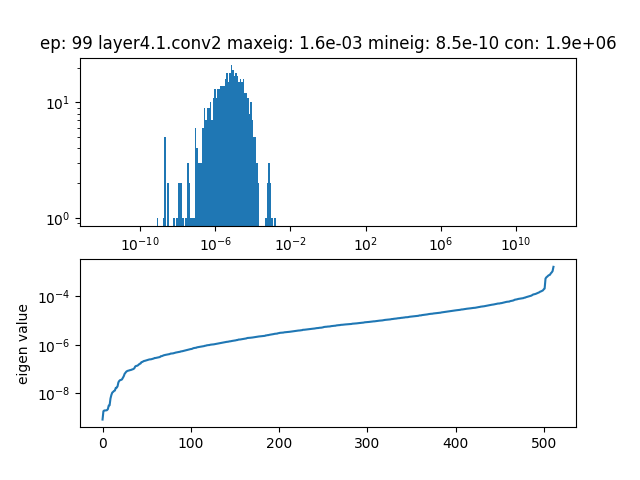 ep: 99 layer4.1.conv2 maxeig: 1.6e-03 mineig: 8.5e-10 con: 1.9e+06
10¹
10⁰
10⁻¹⁰ 10⁻⁶ 10⁻² 10² 10⁶ 10¹⁰
eigen value
10⁻⁴
10⁻⁶
10⁻⁸
0 100 200 300 400 500